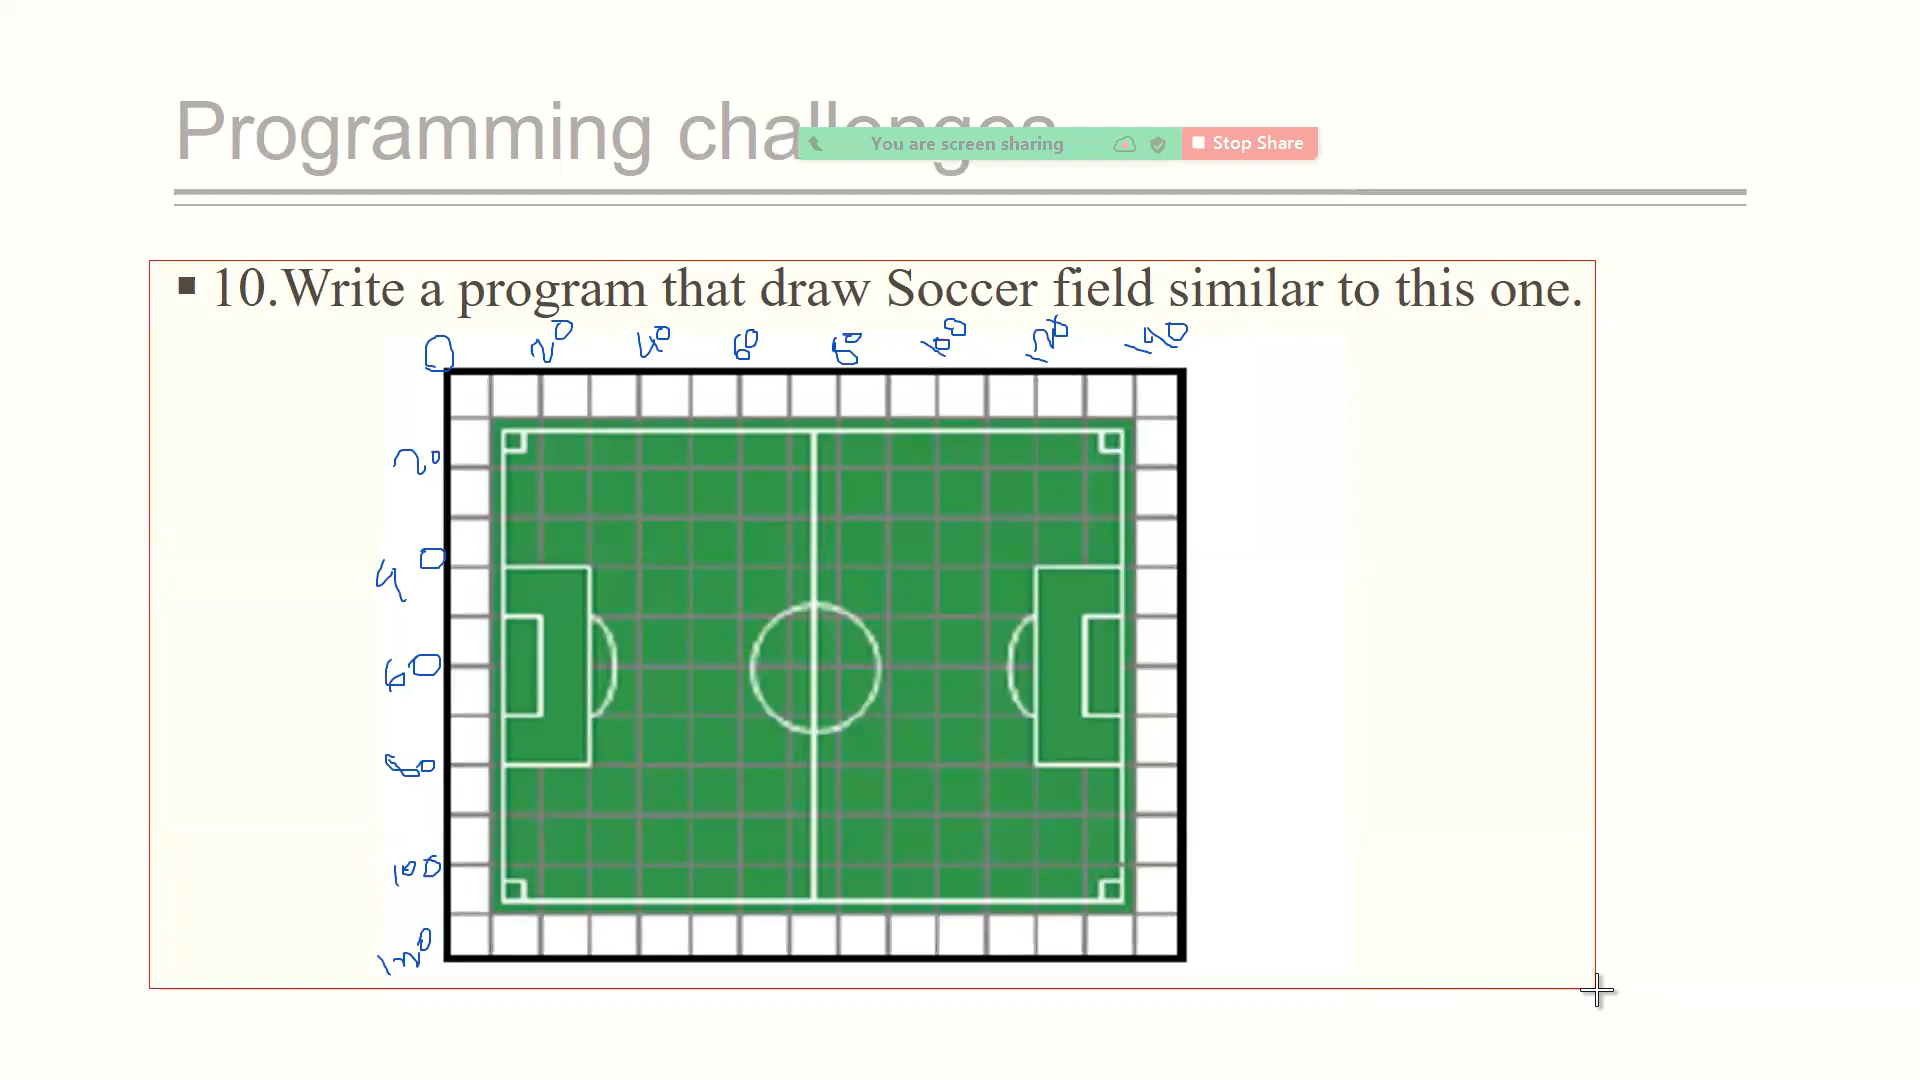 Programming challenges
You are screen sharing
Stop Share
10.Write a program that draw Soccer field similar to this one.
0 20 40 60 80 100 120 140
20
40
60
80
100
120